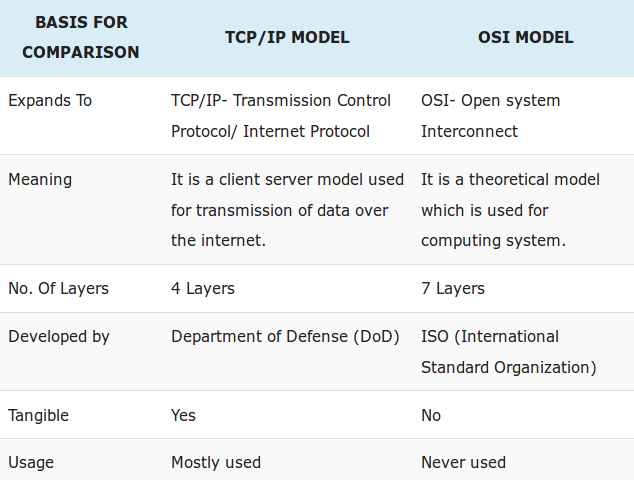 BASIS FOR
COMPARISON
TCP/IP MODEL
OSI MODEL
Expands To
TCP/IP- Transmission Control
Protocol/ Internet Protocol
OSI- Open system
Interconnect
Meaning
It is a client server model used
for transmission of data over
the internet.
It is a theoretical model
which is used for
computing system.
No. Of Layers
4 Layers
7 Layers
Developed by
Department of Defense (DoD)
ISO (International
Standard Organization)
Tangible
Yes
No
Usage
Mostly used
Never used